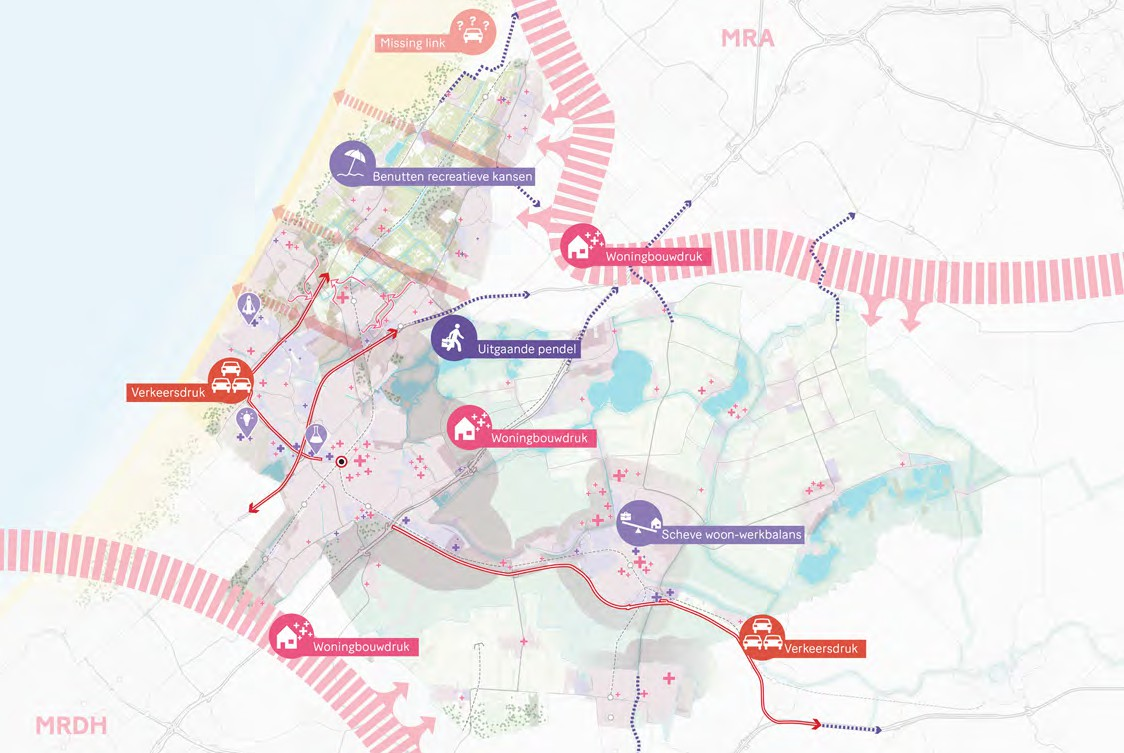 ? ? ?
Missing link
MRA
Benutten recreatieve kansen
Woningbouwdruk
Uitgaande pendel
Verkeersdruk
Woningbouwdruk
Scheve woon-werkbalans
Woningbouwdruk
Verkeersdruk
MRDH